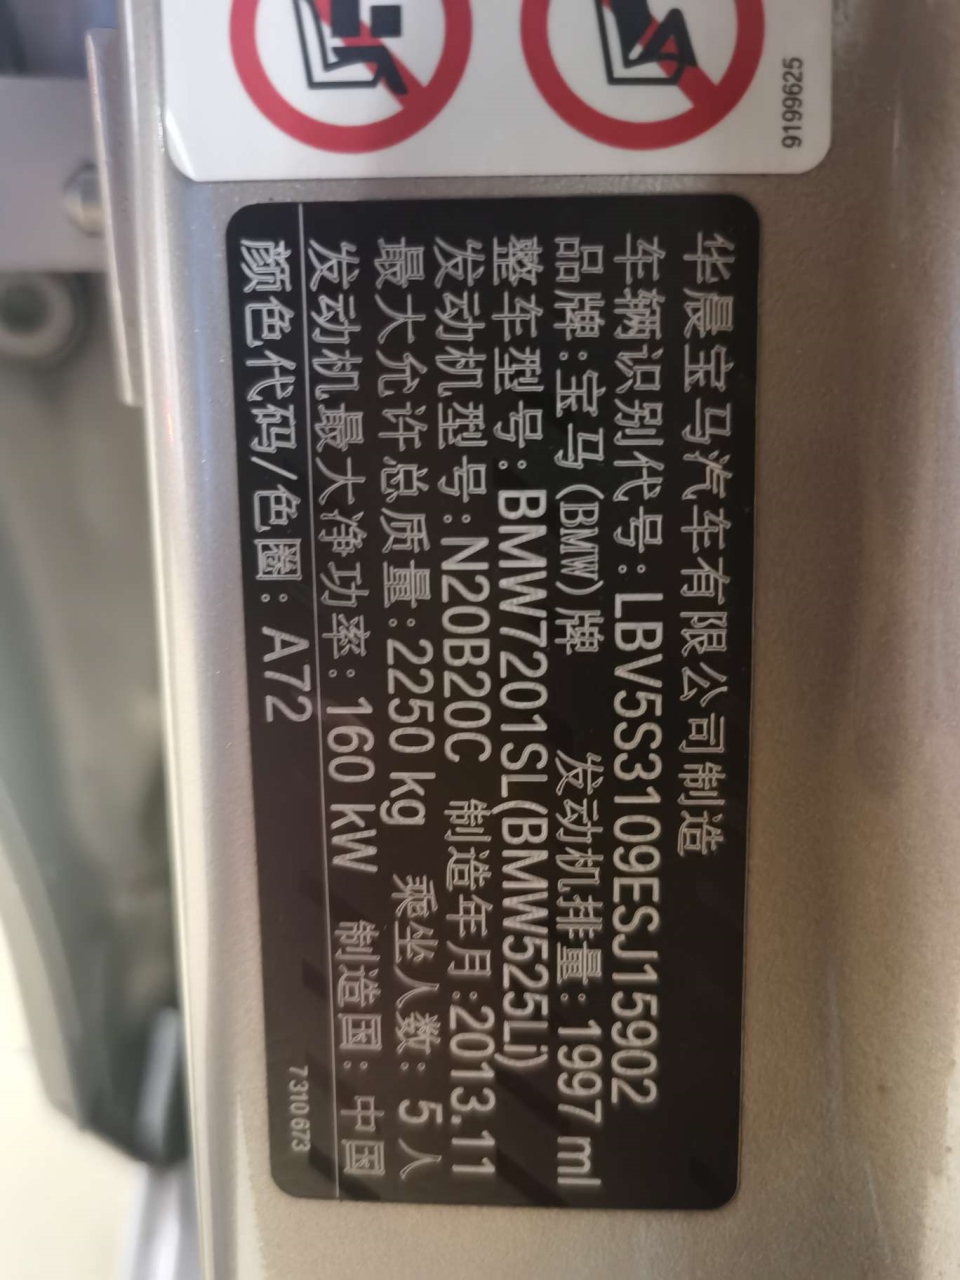 9199625
华晨宝马汽车有限公司制造
车辆识别代号:LBV5S3109ESJ15902
品牌:宝马(BMW)牌 发动机排量:1997 ml
整车型号:BMW7201SL(BMW525Li)
发动机型号:N20B20C 制造年月:2013.11
最大允许总质量:2250 kg 乘坐人数: 5 人
发动机最大净功率: 160 kW 制造国: 中国
颜色代码/色圈: A72
7310673